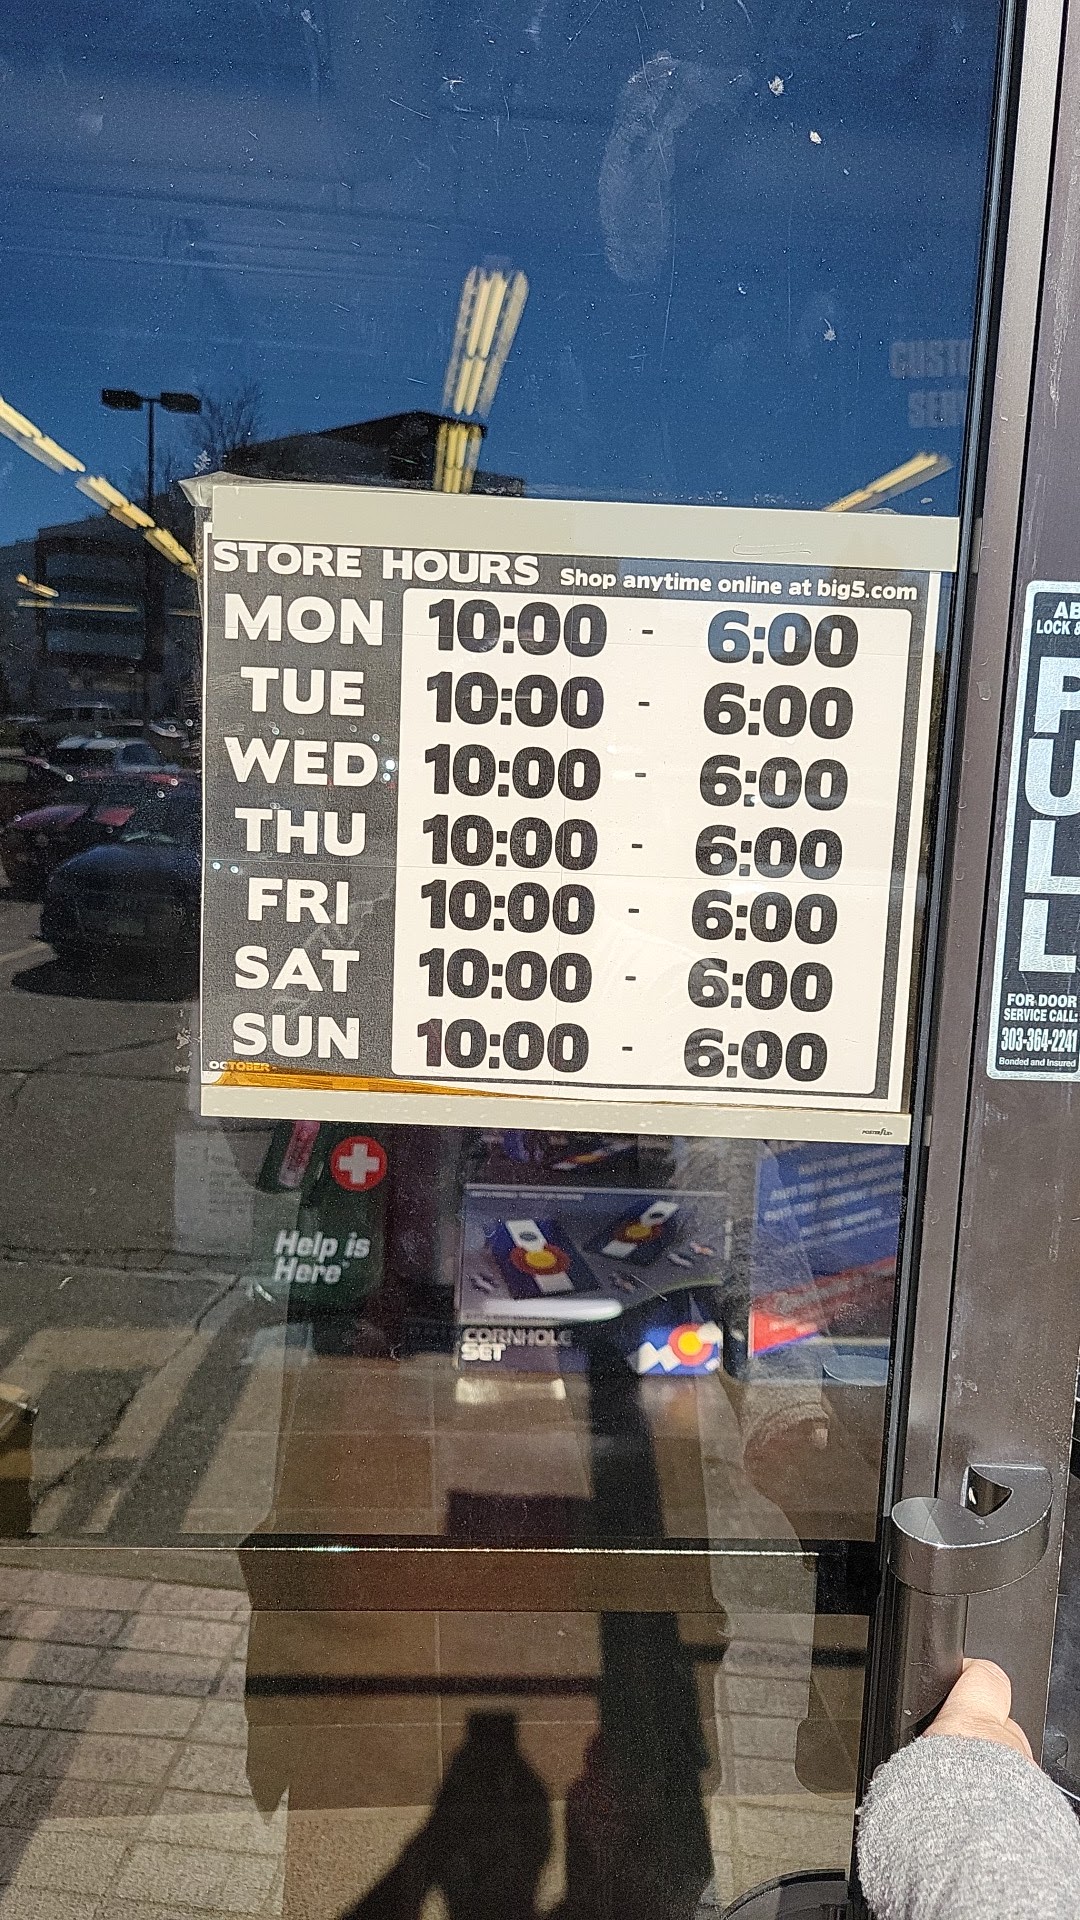 CUST
SER
STORE HOURS Shop anytime online at big5.com
MON 10:00 - 6:00
TUE 10:00 - 6:00
WED 10:00 - 6:00
THU 10:00 - 6:00
FRI 10:00 - 6:00
SAT 10:00 - 6:00
SUN 10:00 - 6:00
OCTOBER
LOCK &
PULL
FOR DOOR
SERVICE CALL:
303-364-2241
Bonded and Insured
Help is
Here
CORNHOLE
SET